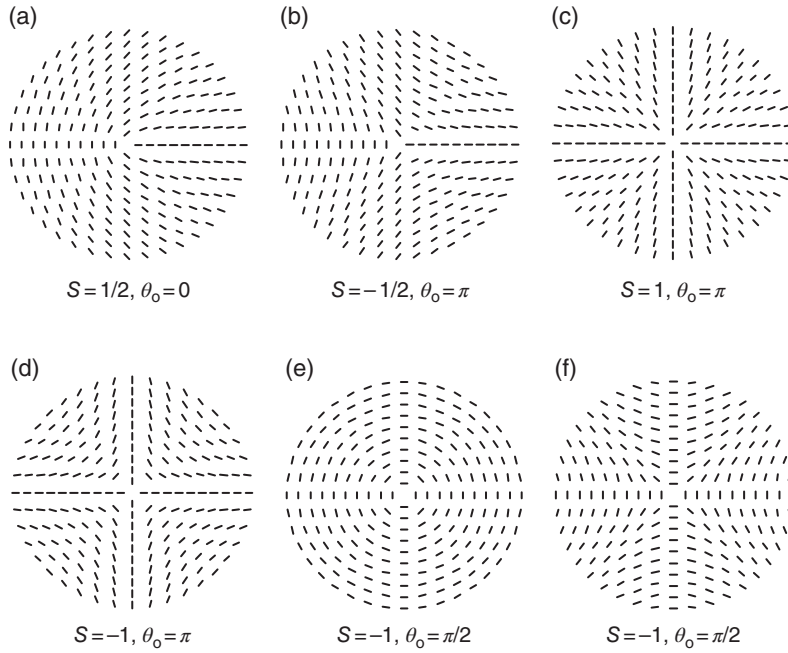 (a)
(b)
(c)
S = 1/2, θo = 0
S = −1/2, θo = π
S = 1, θo = π
(d)
(e)
(f)
S = −1, θo = π
S = −1, θo = π/2
S = −1, θo = π/2